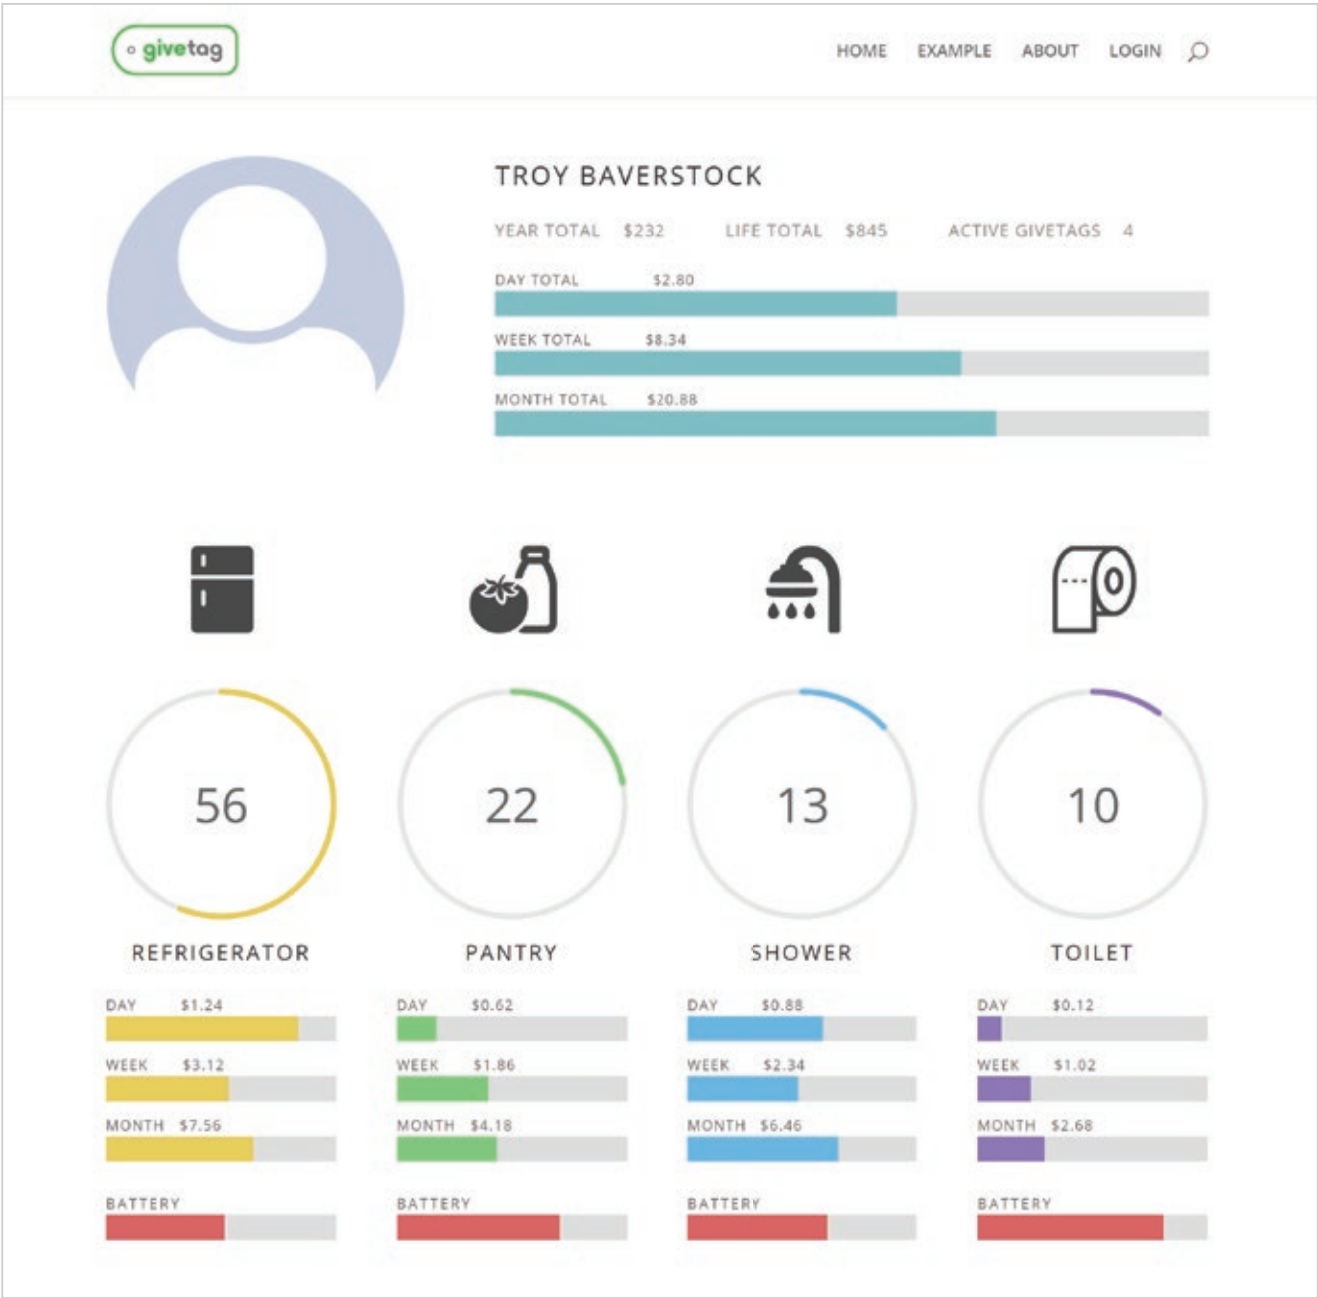 givetag
HOME EXAMPLE ABOUT LOGIN
TROY BAVERSTOCK
YEAR TOTAL $232 LIFE TOTAL $845 ACTIVE GIVETAGS 4
DAY TOTAL $2.80
WEEK TOTAL $8.34
MONTH TOTAL $20.88
56 22 13 10
REFRIGERATOR PANTRY SHOWER TOILET
DAY $1.24 DAY $0.62 DAY $0.88 DAY $0.12
WEEK $3.12 WEEK $1.86 WEEK $2.34 WEEK $1.02
MONTH $7.56 MONTH $4.18 MONTH $6.46 MONTH $2.68
BATTERY BATTERY BATTERY BATTERY